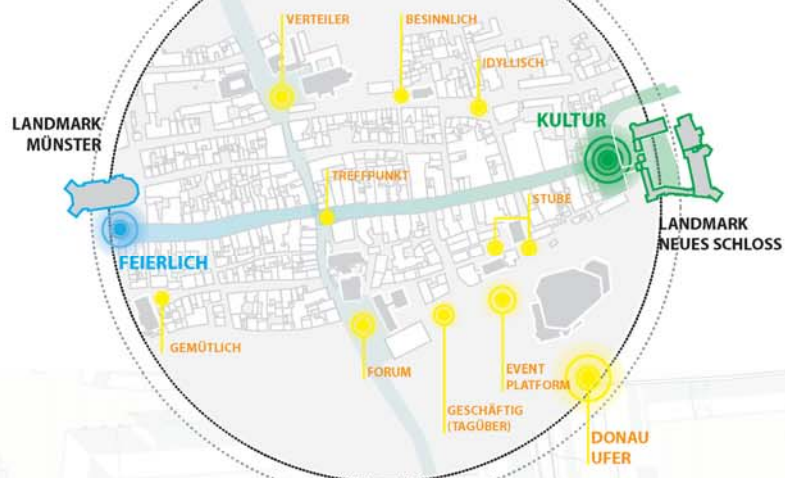 VERTEILER
BESINNLICH
IDYLLISCH
LANDMARK
MÜNSTER
KULTUR
TREFFPUNKT
STUBE
LANDMARK
NEUES SCHLOSS
FEIERLICH
GEMÜTLICH
FORUM
EVENT
PLATFORM
GESCHÄFTIG
(TAGÜBER)
DONAU
UFER